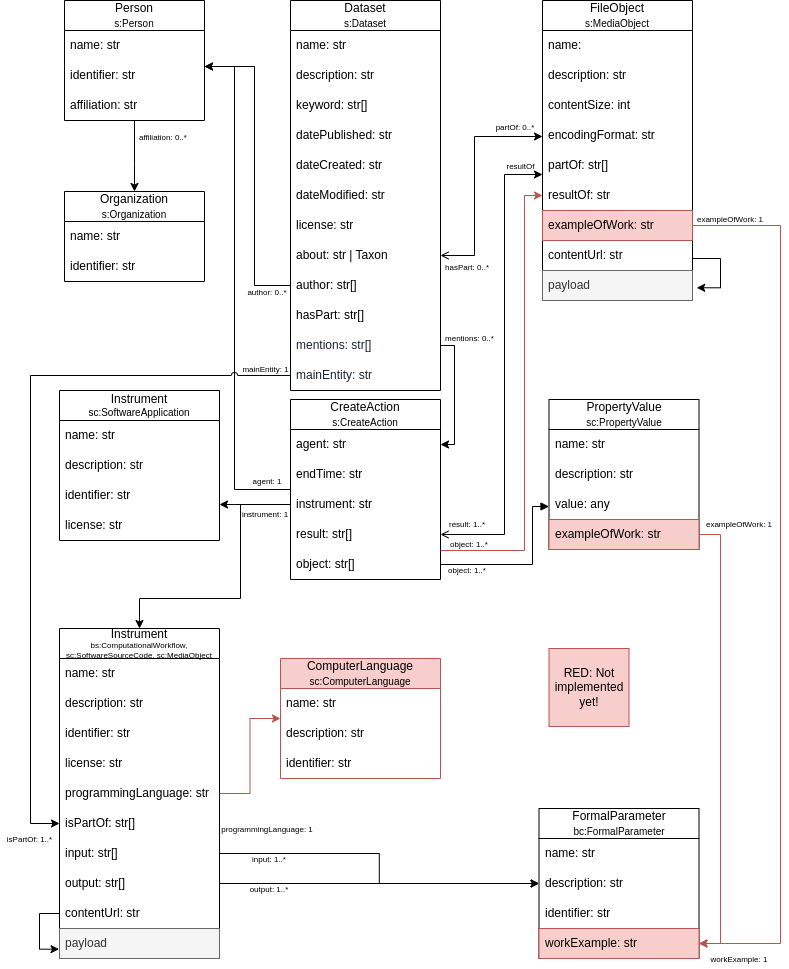 Person
s:Person
name: str
identifier: str
affiliation: str
affiliation: 0..*
Organization
s:Organization
name: str
identifier: str
Dataset
s:Dataset
name: str
description: str
keyword: str[]
datePublished: str
dateCreated: str
dateModified: str
license: str
about: str | Taxon
author: str[]
hasPart: str[]
mentions: str[]
mainEntity: str
author: 0..*
mainEntity: 1
partOf: 0..*
resultOf
hasPart: 0..*
mentions: 0..*
FileObject
s:MediaObject
name:
description: str
contentSize: int
encodingFormat: str
partOf: str[]
resultOf: str
exampleOfWork: str
contentUrl: str
payload
exampleOfWork: 1
Instrument
sc:SoftwareApplication
name: str
description: str
identifier: str
license: str
CreateAction
s:CreateAction
agent: str
endTime: str
instrument: str
result: str[]
object: str[]
agent: 1
instrument: 1
result: 1..*
object: 1..*
object: 1..*
PropertyValue
sc:PropertyValue
name: str
description: str
value: any
exampleOfWork: str
exampleOfWork: 1
Instrument
bs:ComputationalWorkflow,
sc:SoftwareSourceCode, sc:MediaObject
name: str
description: str
identifier: str
license: str
programmingLanguage: str
isPartOf: str[]
input: str[]
output: str[]
contentUrl: str
payload
isPartOf: 1..*
programmingLanguage: 1
input: 1..*
output: 1..*
ComputerLanguage
sc:ComputerLanguage
name: str
description: str
identifier: str
RED: Not
implemented
yet!
FormalParameter
bc:FormalParameter
name: str
description: str
identifier: str
workExample: str
workExample: 1